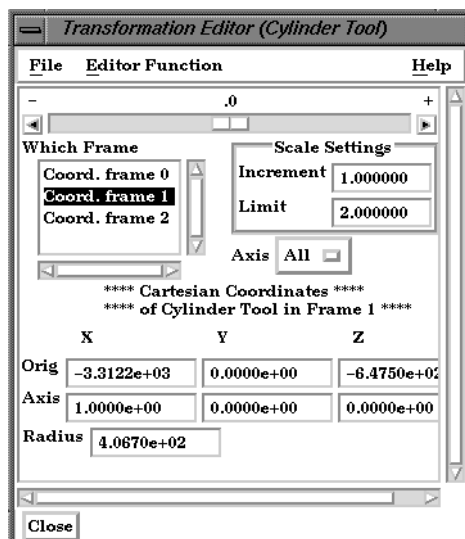 Transformation Editor (Cylinder Tool)
File Editor Function Help
- .0 +
Which Frame
Coord. frame 0
Coord. frame 1
Coord. frame 2
Scale Settings
Increment 1.000000
Limit 2.000000
Axis All
**** Cartesian Coordinates ****
**** of Cylinder Tool in Frame 1 ****
X Y Z
Orig -3.3122e+03 0.0000e+00 -6.4750e+02
Axis 1.0000e+00 0.0000e+00 0.0000e+00
Radius 4.0670e+02
Close